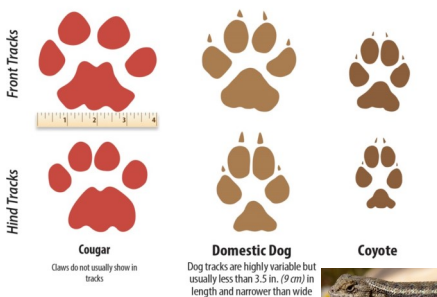 Front Tracks
1 2 3 4
Hind Tracks
Cougar
Claws do not usually show in
tracks
Domestic Dog
Dog tracks are highly variable but
usually less than 3.5 in. (9 cm) in
length and narrower than wide
Coyote